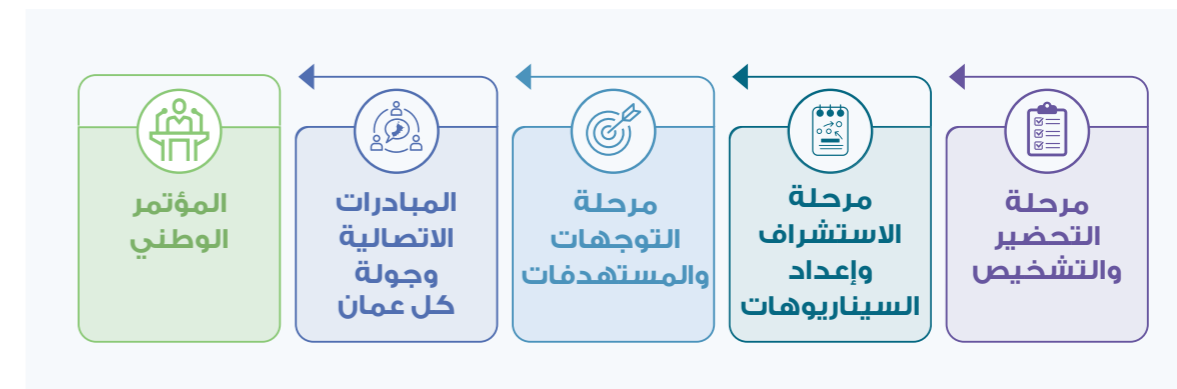 مرحلة
التحضير
والتشخيص
مرحلة
الاستشراف
وإعداد
السيناريوهات
مرحلة
التوجهات
والمستهدفات
المبادرات
الاتصالية
وجولة
كل عمان
المؤتمر
الوطني